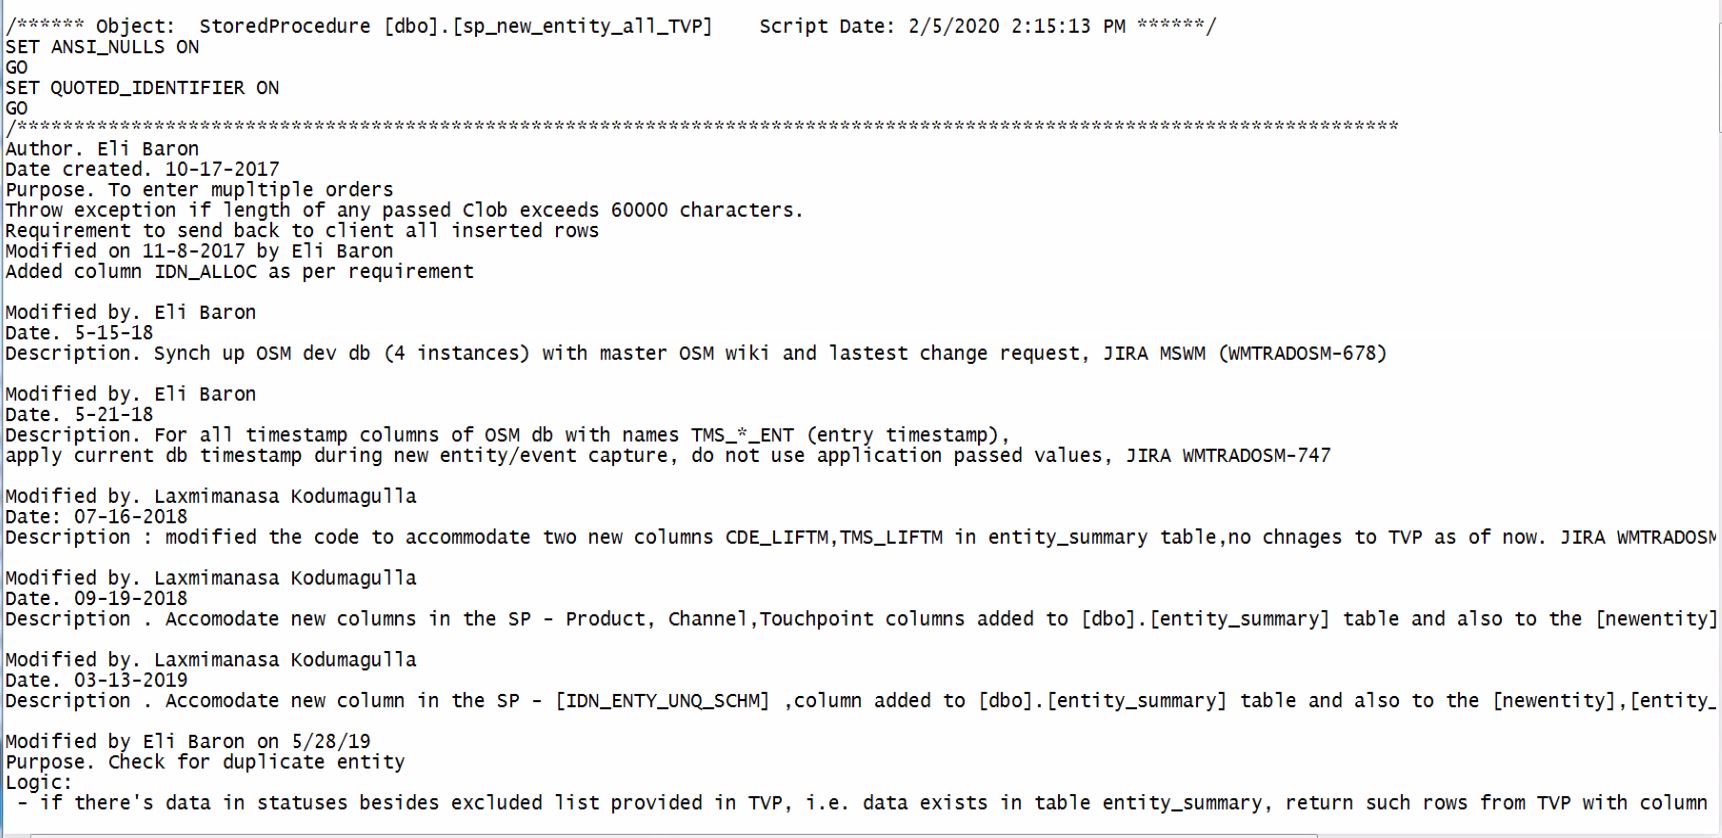 /****** Object:  StoredProcedure [dbo].[sp_new_entity_all_TVP]    Script Date: 2/5/2020 2:15:13 PM ******/
SET ANSI_NULLS ON
GO
SET QUOTED_IDENTIFIER ON
GO
/*************************************************************************************************************************
Author. Eli Baron
Date created. 10-17-2017
Purpose. To enter mupltiple orders
Throw exception if length of any passed Clob exceeds 60000 characters.
Requirement to send back to client all inserted rows
Modified on 11-8-2017 by Eli Baron
Added column IDN_ALLOC as per requirement
Modified by. Eli Baron
Date. 5-15-18
Description. Synch up OSM dev db (4 instances) with master OSM wiki and lastest change request, JIRA MSWM (WMTRADOSM-678)
Modified by. Eli Baron
Date. 5-21-18
Description. For all timestamp columns of OSM db with names TMS_*_ENT (entry timestamp),
apply current db timestamp during new entity/event capture, do not use application passed values, JIRA WMTRADOSM-747
Modified by. Laxmimanasa Kodumagulla
Date: 07-16-2018
Description : modified the code to accommodate two new columns CDE_LIFTM,TMS_LIFTM in entity_summary table,no chnages to TVP as of now. JIRA WMTRADOSM
Modified by. Laxmimanasa Kodumagulla
Date. 09-19-2018
Description . Accomodate new columns in the SP - Product, Channel,Touchpoint columns added to [dbo].[entity_summary] table and also to the [newentity]
Modified by. Laxmimanasa Kodumagulla
Date. 03-13-2019
Description . Accomodate new column in the SP - [IDN_ENTY_UNQ_SCHM] ,column added to [dbo].[entity_summary] table and also to the [newentity],[entity_
Modified by Eli Baron on 5/28/19
Purpose. Check for duplicate entity
Logic:
 - if there's data in statuses besides excluded list provided in TVP, i.e. data exists in table entity_summary, return such rows from TVP with column